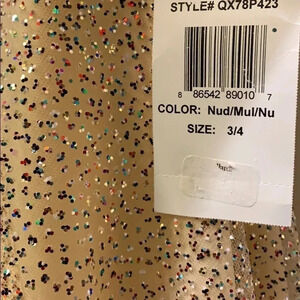 STYLE# QX78P423
8 86542 89010 7
COLOR: Nud/Mul/Nu
SIZE: 3/4